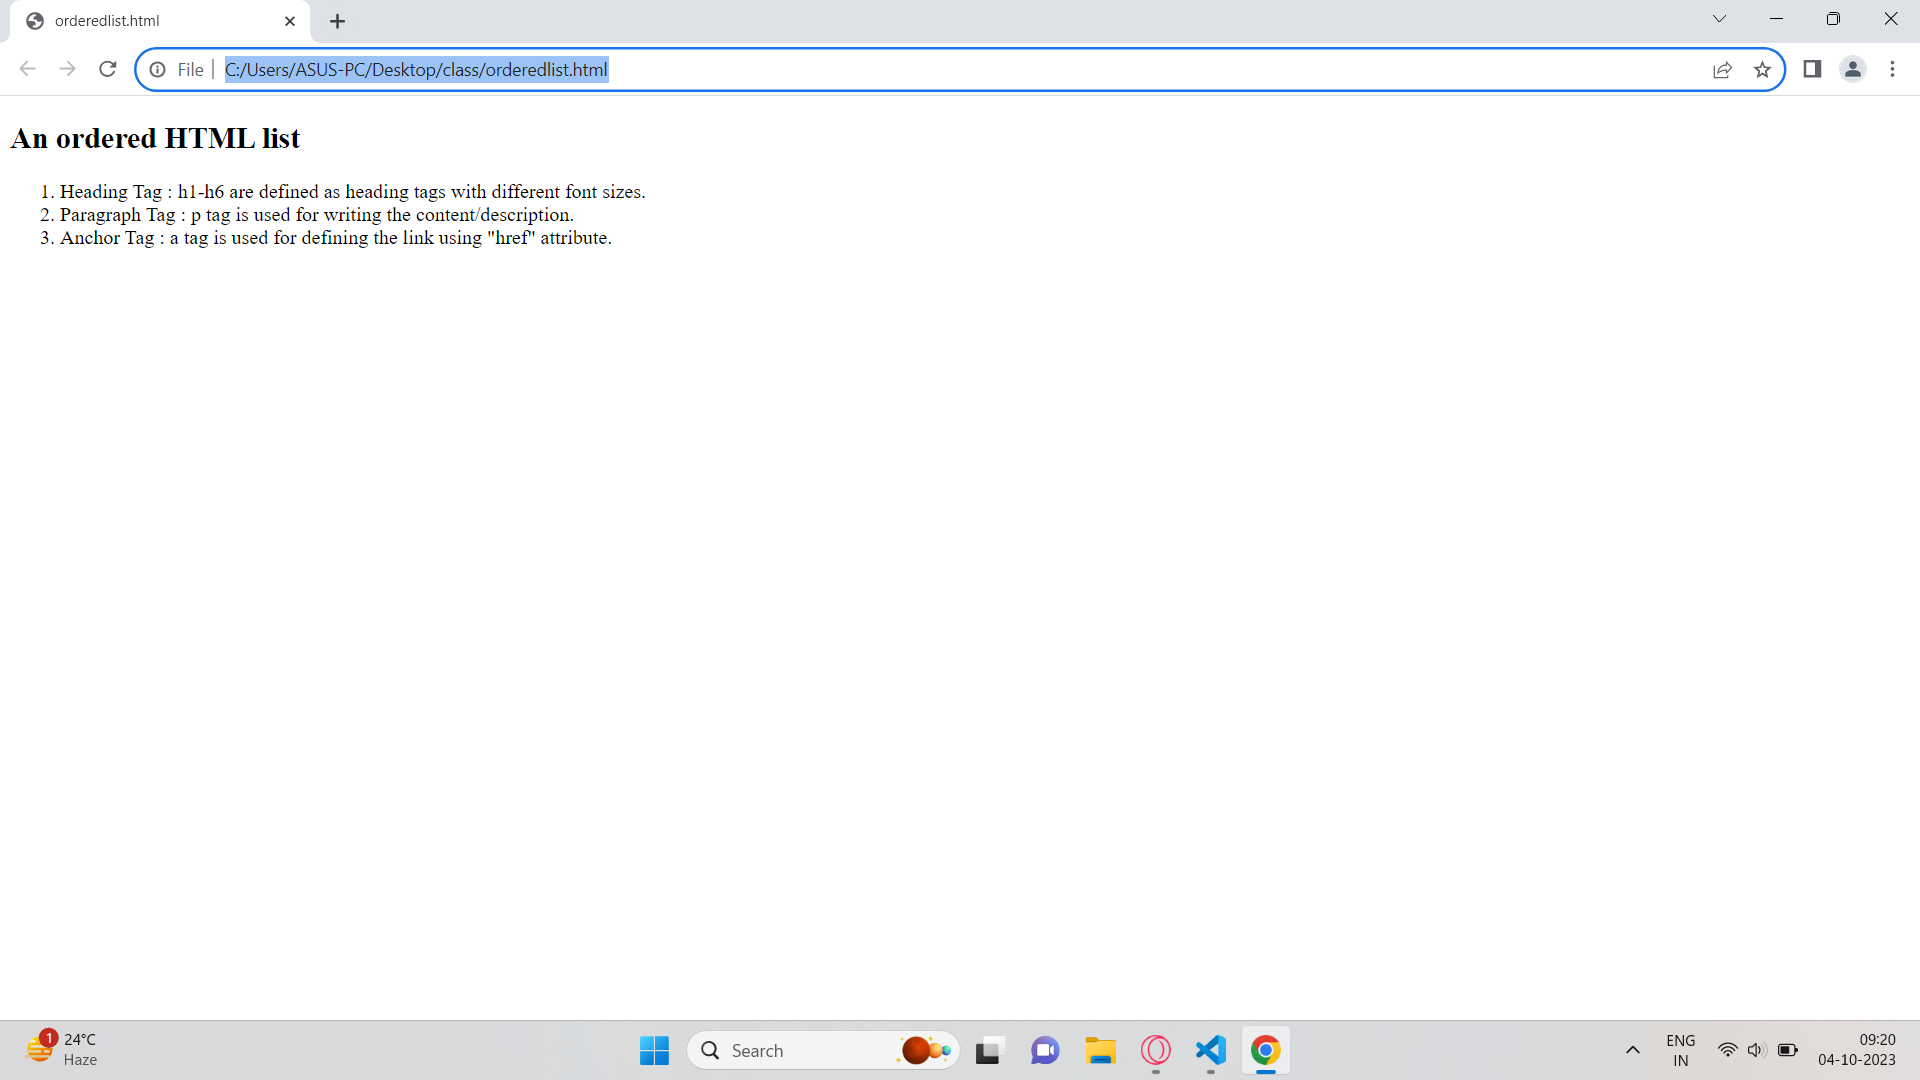 orderedlist.html
File
C:/Users/ASUS-PC/Desktop/class/orderedlist.html
An ordered HTML list
1. Heading Tag : h1-h6 are defined as heading tags with different font sizes.
2. Paragraph Tag : p tag is used for writing the content/description.
3. Anchor Tag : a tag is used for defining the link using "href" attribute.
1
24°C
Haze
Search
ENG
IN
09:20
04-10-2023